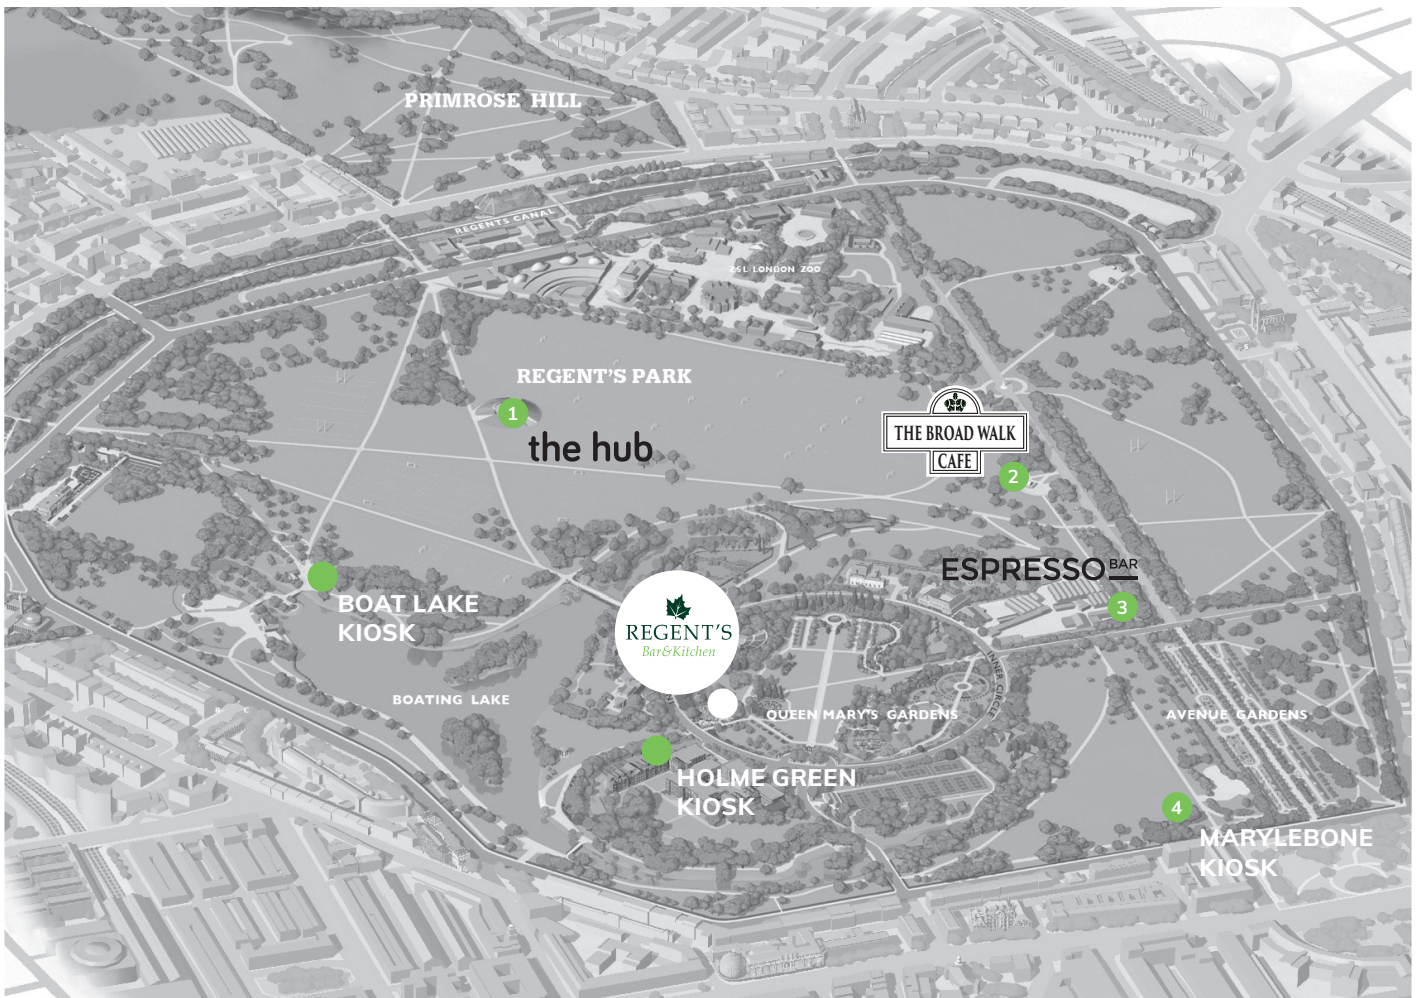 PRIMROSE HILL
REGENTS CANAL
ZSL LONDON ZOO
REGENT'S PARK
1
the hub
THE BROAD WALK
CAFE
2
ESPRESSO BAR
3
BOAT LAKE
KIOSK
REGENT'S
Bar&Kitchen
INNER CIRCLE
BOATING LAKE
QUEEN MARY'S GARDENS
AVENUE GARDENS
HOLME GREEN
KIOSK
4
MARYLEBONE
KIOSK